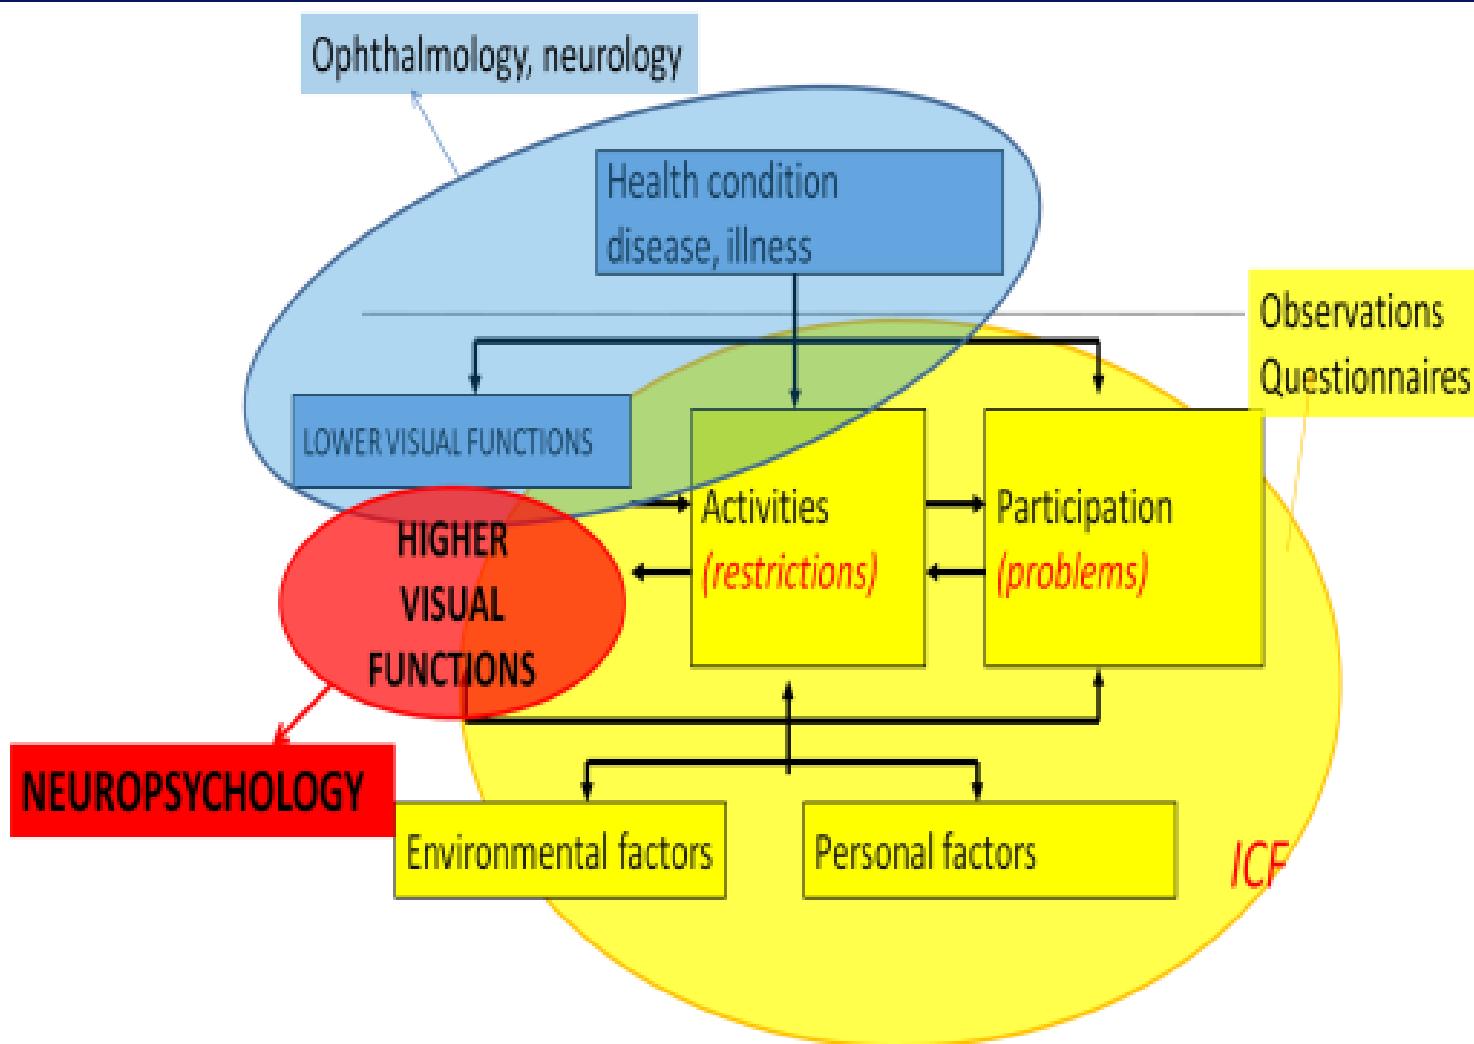 Ophthalmology, neurology
Health condition
disease, illness
Observations
Questionnaires
LOWER VISUAL FUNCTIONS
Activities
(restrictions)
Participation
(problems)
HIGHER
VISUAL
FUNCTIONS
NEUROPSYCHOLOGY
Environmental factors
Personal factors
ICF